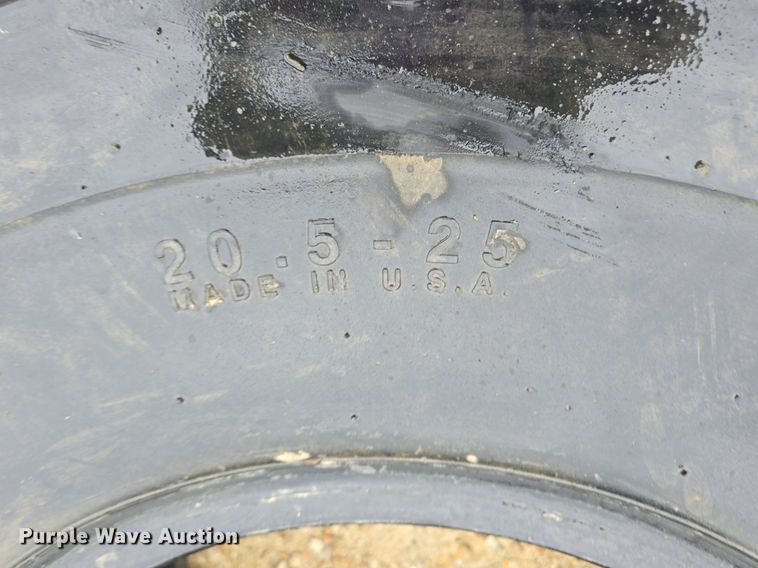 20.5-25
MADE IN U.S.A.
Purple Wave Auction